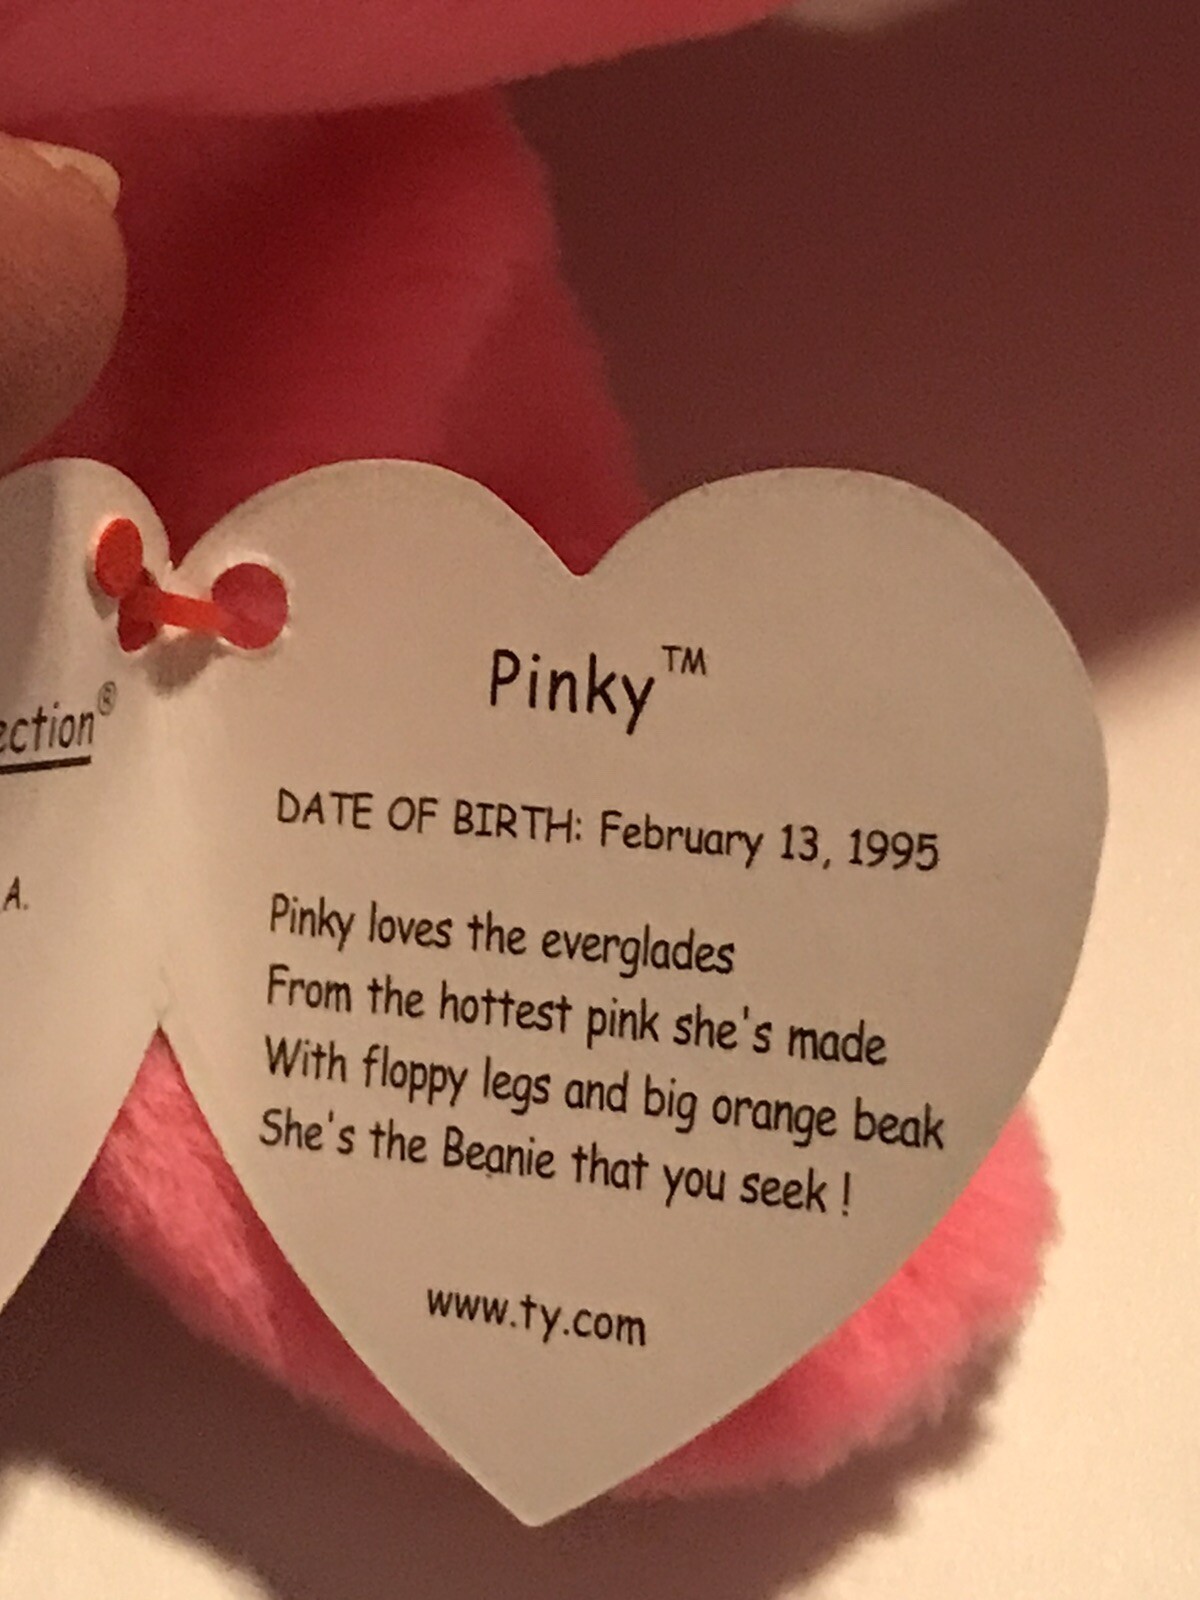 Pinky™
DATE OF BIRTH: February 13, 1995
Pinky loves the everglades
From the hottest pink she's made
With floppy legs and big orange beak
She's the Beanie that you seek !
www.ty.com
ection®
A.